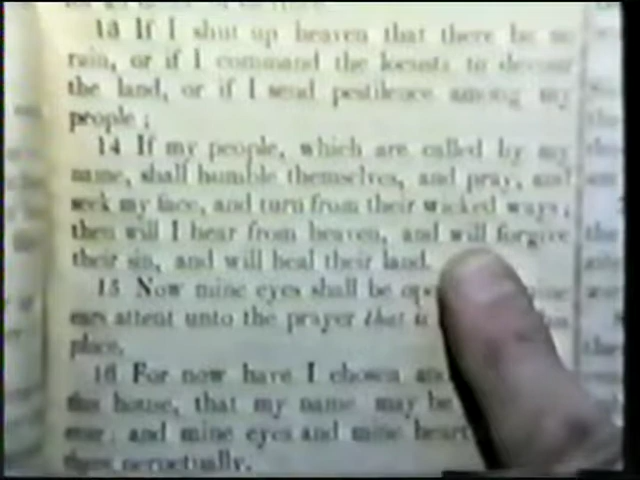 13 If I shut up heaven that there be no
rain, or if I command the locusts to devour
the land, or if I send pestilence among my
people;
14 If my people, which are called by my
name, shall humble themselves, and pray, and
seek my face, and turn from their wicked ways;
then will I hear from heaven, and will forgive
their sin, and will heal their land.
15 Now mine eyes shall be
ears attent unto the prayer that is
place.
16 For now have I chosen and
this house, that my name may be
ever: and mine eyes and mine heart
there perpetually.